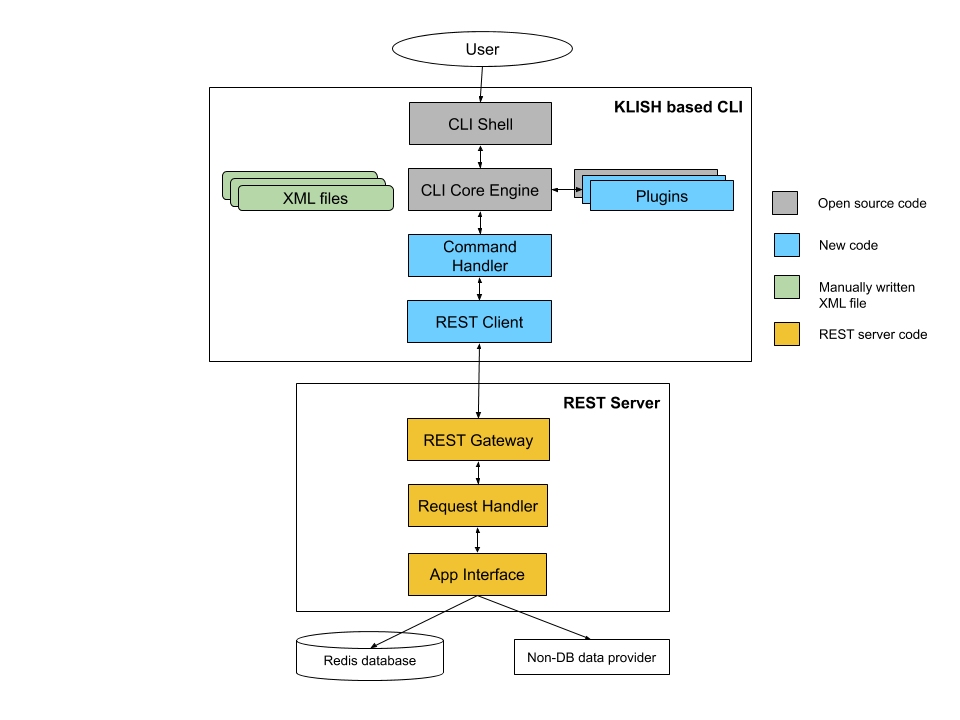 User
KLISH based CLI
CLI Shell
XML files
CLI Core Engine
Plugins
Command
Handler
REST Client
Open source code
New code
Manually written
XML file
REST server code
REST Server
REST Gateway
Request Handler
App Interface
Redis database
Non-DB data provider